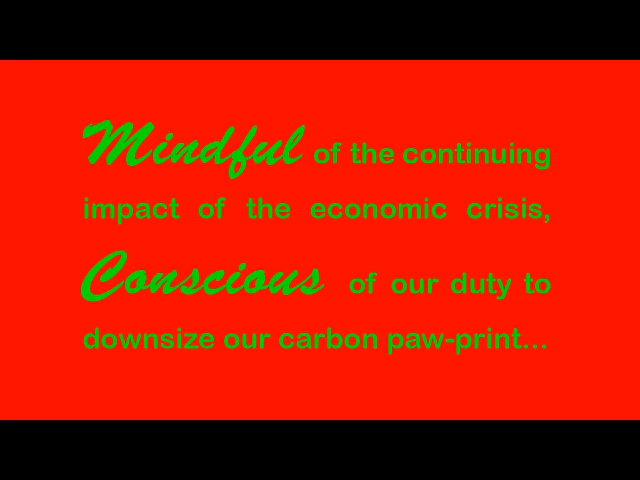 Mindful of the continuing
impact of the economic crisis,
Conscious of our duty to
downsize our carbon paw-print...